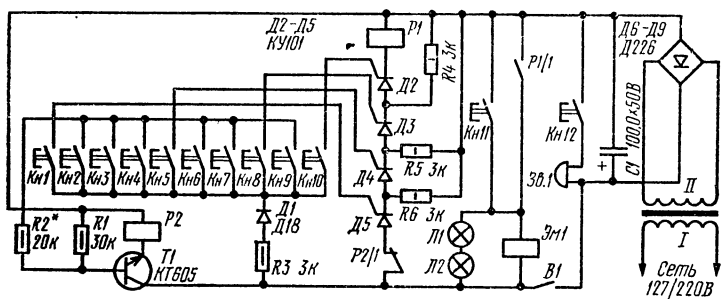 Д2-Д5
КУ101
Р1
R4 3к
Д2
Д3
Д4
Д5
R5 3к
R6 3к
Р1/1
Кн11
Кн12
Зв.1
Д6-Д9
Д226
C1 100,0×50В
+
II
I
Сеть
127/220В
Кн1
Кн2
Кн3
Кн4
Кн5
Кн6
Кн7
Кн8
Кн9
Кн10
R2*
20к
R1
30к
Р2
Т1
КТ605
Д1
Д18
R3 3к
Р2/1
Л1
Л2
Эм1
В1